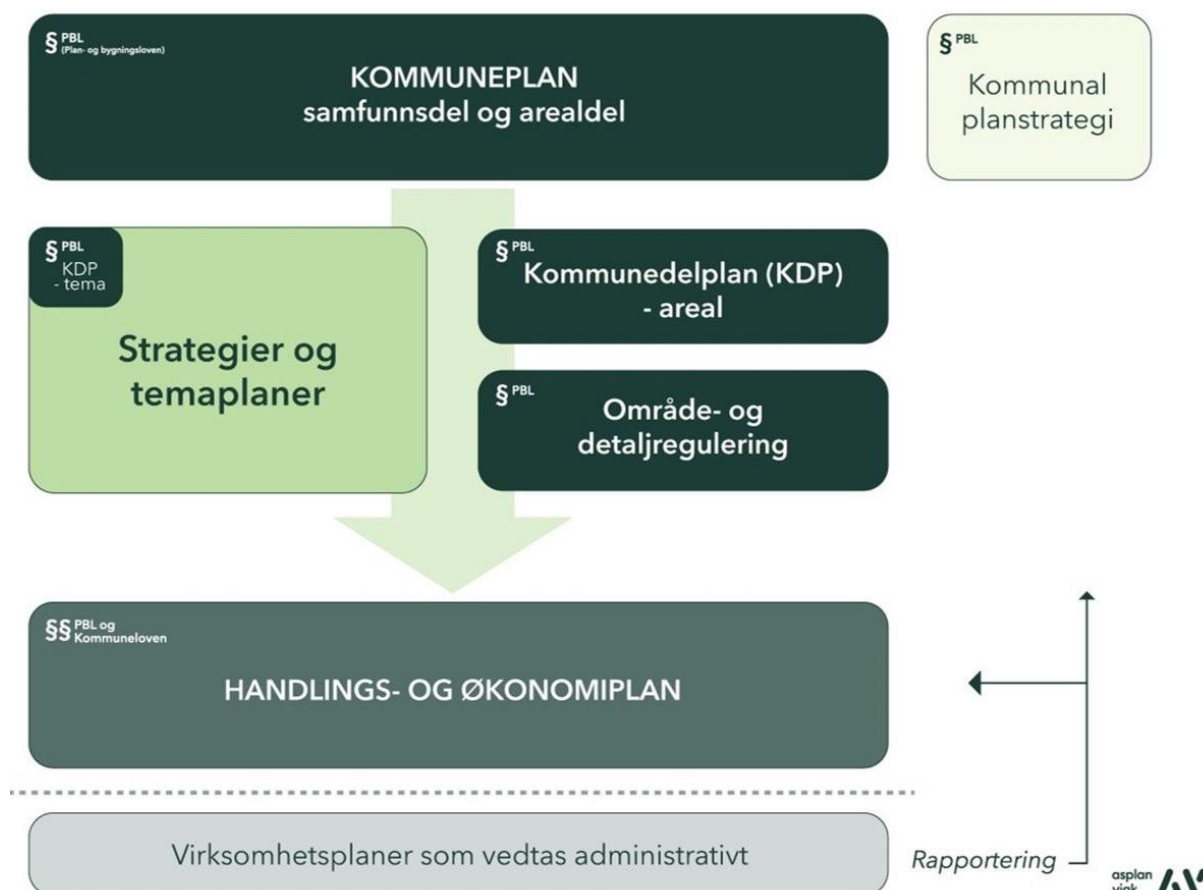 § PBL
(Plan- og bygningsloven)
KOMMUNEPLAN
samfunnsdel og arealdel
§ PBL
Kommunal
planstrategi
§ PBL
KDP
- tema
Strategier og
temaplaner
§ PBL
Kommunedelplan (KDP)
- areal
§ PBL
Område- og
detaljregulering
§§ PBL og
Kommuneloven
HANDLINGS- OG ØKONOMIPLAN
Virksomhetsplaner som vedtas administrativt
Rapportering
asplan
viak